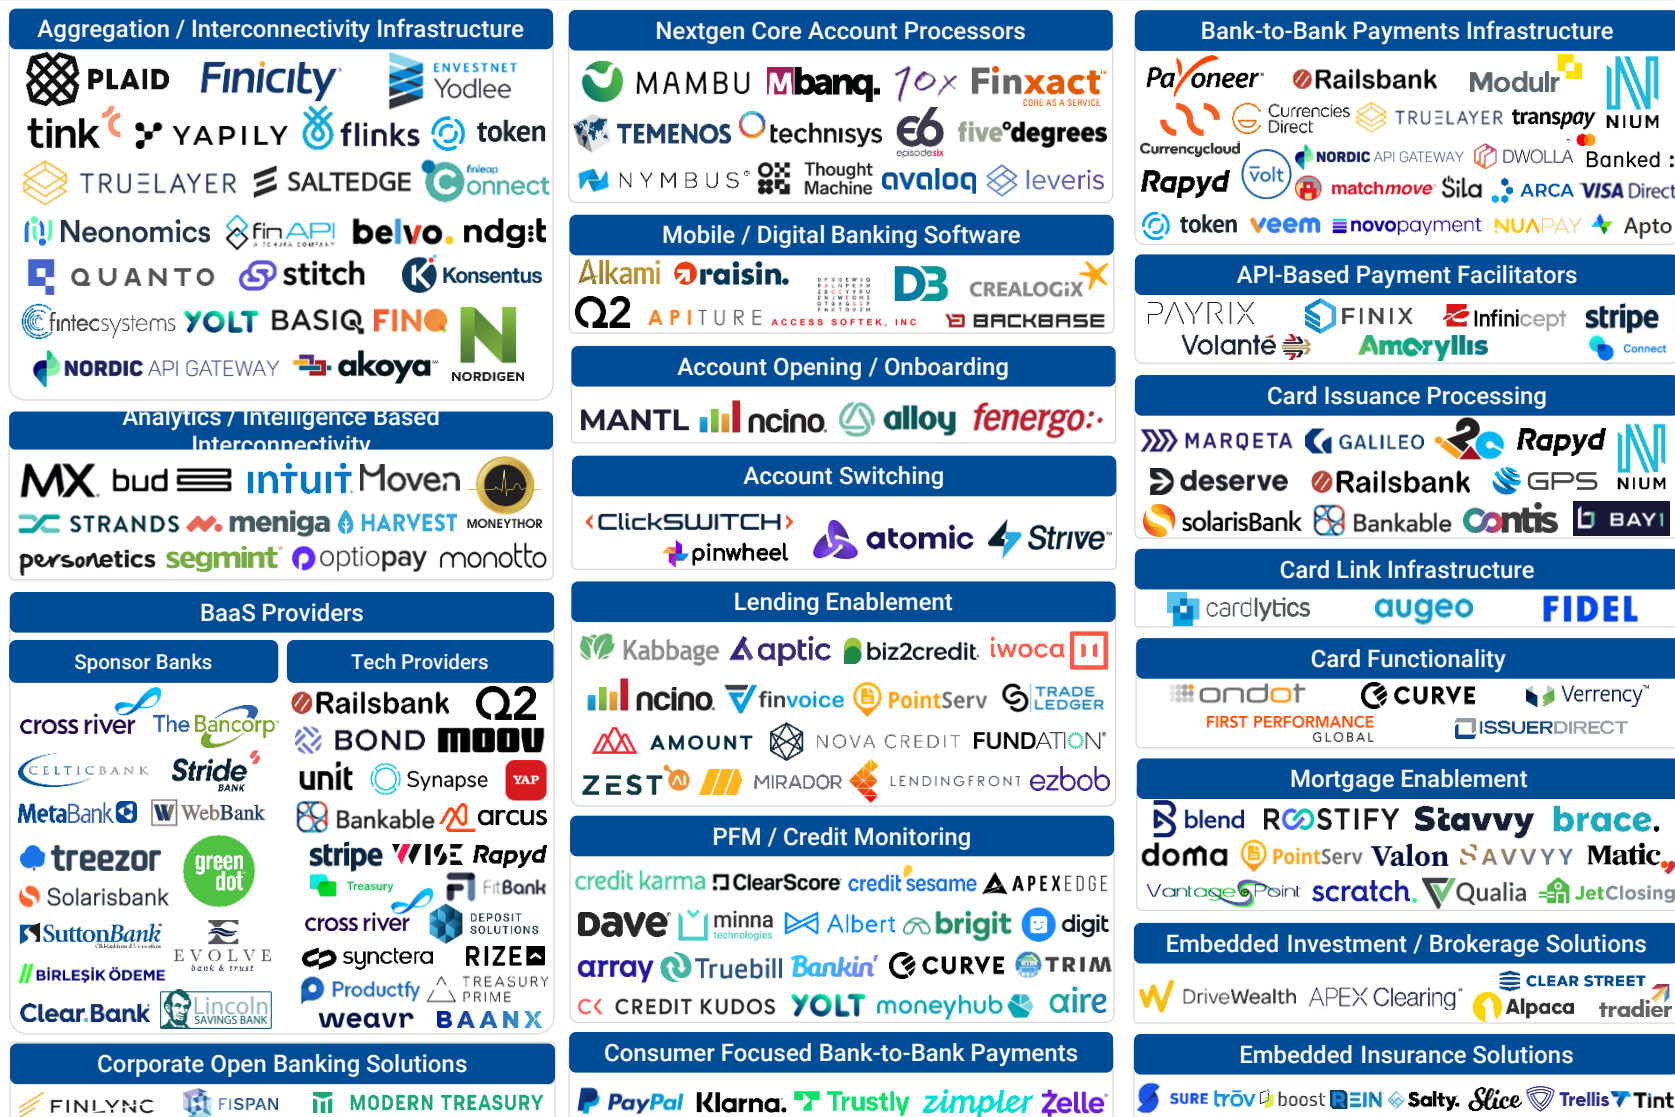 Aggregation / Interconnectivity Infrastructure
PLAID Finicity ENVESTNET Yodlee
tink YAPILY flinks token
TRUELAYER SALTEDGE finleap Connect
Neonomics finAPI belvo. ndgit
QUANTO stitch Konsentus
fintecsystems YOLT BASIQ FINQ
NORDIC API GATEWAY akoya NORDIGEN
Analytics / Intelligence Based
Interconnectivity
MX bud intuit Moven
STRANDS meniga HARVEST MONEYTHOR
personetics segmint optiopay monotto
BaaS Providers
Sponsor Banks
cross river The Bancorp
CELTICBANK Stride BANK
MetaBank WebBank
treezor green dot
Solarisbank
SuttonBank EVOLVE bank & trust
BİRLEŞİK ÖDEME
Clear.Bank Lincoln SAVINGS BANK
Tech Providers
Railsbank Q2
BOND MOOV
unit Synapse YAP
Bankable arcus
stripe WISE Rapyd
Treasury FitBank
cross river DEPOSIT SOLUTIONS
synctera RIZE
Productfy TREASURY PRIME
weavr BAANX
Corporate Open Banking Solutions
FINLYNC FISPAN MODERN TREASURY
Nextgen Core Account Processors
MAMBU Mbanq. 10x Finxact CORE AS A SERVICE
TEMENOS technisys E6 episodesix five°degrees
NYMBUS Thought Machine avaloq leveris
Mobile / Digital Banking Software
Alkami raisin. D3 CREALOGIX
Q2 APITURE ACCESS SOFTEK, INC BACKBASE
Account Opening / Onboarding
MANTL ncino alloy fenergo
Account Switching
ClickSWITCH atomic Strive
pinwheel
Lending Enablement
Kabbage aptic biz2credit iwoca
ncino finvoice PointServ TRADE LEDGER
AMOUNT NOVA CREDIT FUNDATION
ZEST AI MIRADOR LENDINGFRONT ezbob
PFM / Credit Monitoring
credit karma ClearScore credit sesame APEXEDGE
DAVE minna technologies Albert brigit digit
array Truebill Bankin' CURVE TRIM
CK CREDIT KUDOS YOLT moneyhub aire
Consumer Focused Bank-to-Bank Payments
PayPal Klarna. Trustly zimpler Zelle
Bank-to-Bank Payments Infrastructure
Payoneer Railsbank Modulr NIUM
Currencycloud Currencies Direct TRUELAYER transpay
NORDIC API GATEWAY DWOLLA Banked :
Rapyd volt matchmove Sila ARCA VISA Direct
token veem novopayment NUAPAY Apto
API-Based Payment Facilitators
PAYRIX FINIX Infinicept stripe
Volanté Amaryllis Connect
Card Issuance Processing
MARQETA GALILEO Rapyd NIUM
deserve Railsbank GPS
solarisBank Bankable Contis BAY1
Card Link Infrastructure
cardlytics augeo FIDEL
Card Functionality
ondot CURVE Verrency
FIRST PERFORMANCE GLOBAL ISSUERDIRECT
Mortgage Enablement
blend ROOSTIFY Stavvy brace.
doma PointServ Valon SAVVYY Matic
VantagePoint scratch. Qualia JetClosing
Embedded Investment / Brokerage Solutions
DriveWealth APEX Clearing CLEAR STREET
Alpaca tradier
Embedded Insurance Solutions
SURE trōv boost REIN Salty. Slice Trellis Tint